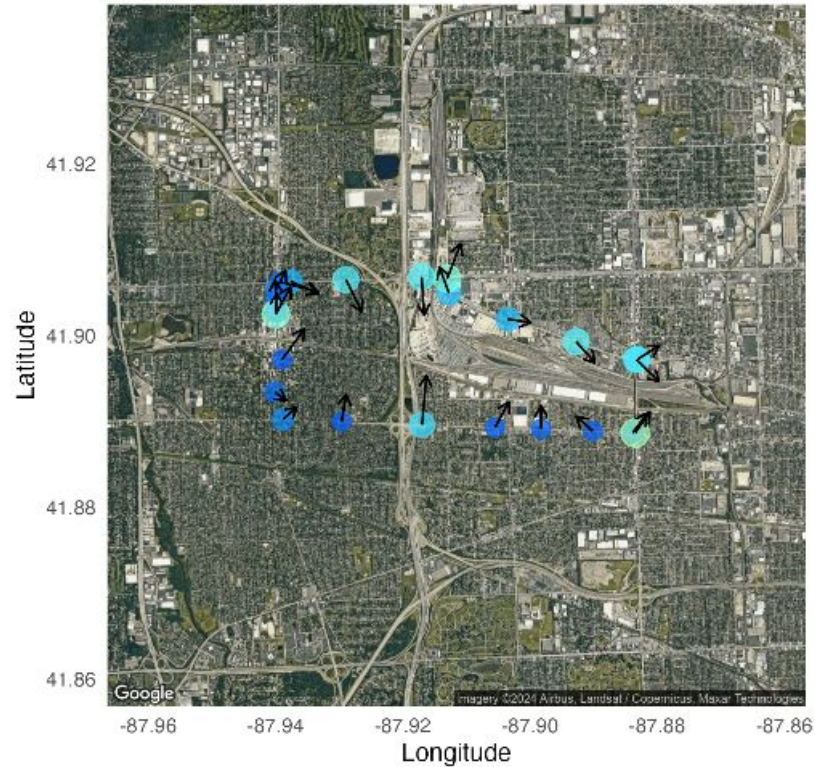 41.92
41.90
Latitude
41.88
41.86
Google
Imagery ©2024 Airbus, Landsat / Copernicus, Maxar Technologies
-87.96 -87.94 -87.92 -87.90 -87.88 -87.86
Longitude